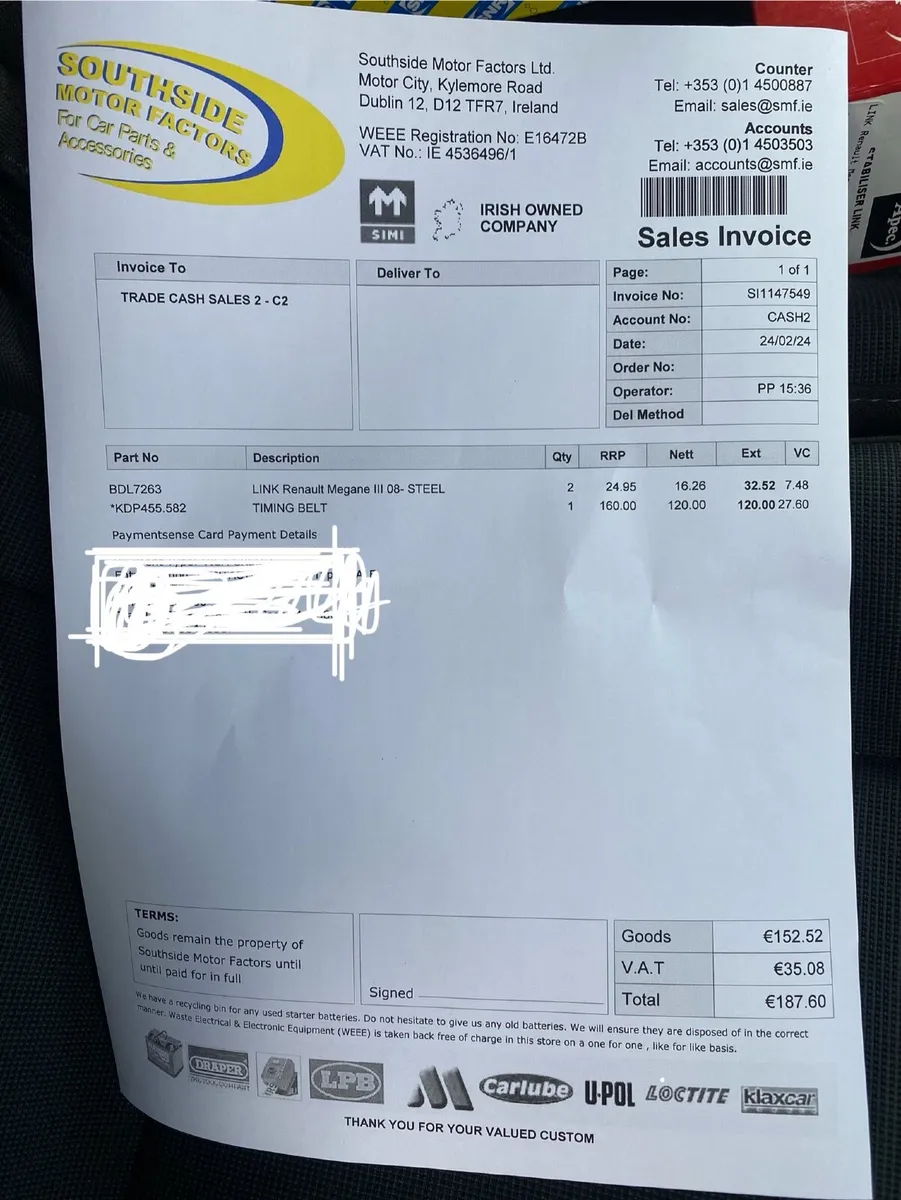 SOUTHSIDE
MOTOR FACTORS
For Car Parts &
Accessories
Southside Motor Factors Ltd.
Motor City, Kylemore Road
Dublin 12, D12 TFR7, Ireland
WEEE Registration No: E16472B
VAT No.: IE 4536496/1
Counter
Tel: +353 (0)1 4500887
Email: sales@smf.ie
Accounts
Tel: +353 (0)1 4503503
Email: accounts@smf.ie
SIMI
IRISH OWNED
COMPANY
Sales Invoice
Invoice To
TRADE CASH SALES 2 - C2
Deliver To
Page: 1 of 1
Invoice No: SI1147549
Account No: CASH2
Date: 24/02/24
Order No:
Operator: PP 15:36
Del Method
Part No Description Qty RRP Nett Ext VC
BDL7263 LINK Renault Megane III 08- STEEL 2 24.95 16.26 32.52 7.48
*KDP455.582 TIMING BELT 1 160.00 120.00 120.00 27.60
Paymentsense Card Payment Details
TERMS:
Goods remain the property of
Southside Motor Factors until
until paid for in full
Signed
Goods €152.52
V.A.T €35.08
Total €187.60
We have a recycling bin for any used starter batteries. Do not hesitate to give us any old batteries. We will ensure they are disposed of in the correct
manner. Waste Electrical & Electronic Equipment (WEEE) is taken back free of charge in this store on a one for one , like for like basis.
DRAPER
LPB
Carlube
U-POL
LOCTITE
klaxcar
THANK YOU FOR YOUR VALUED CUSTOM
STABILISER LINK
LINK Renault
Apec.